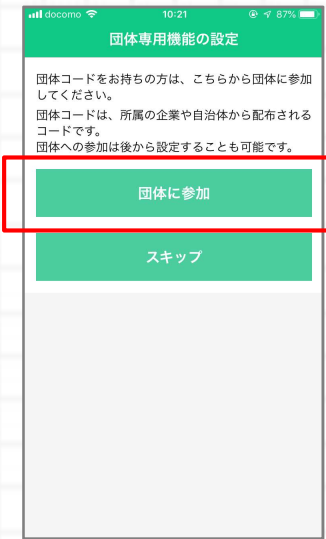 docomo 10:21 87%
団体専用機能の設定
団体コードをお持ちの方は、こちらから団体に参加
してください。
団体コードは、所属の企業や自治体から配布される
コードです。
団体への参加は後から設定することも可能です。
団体に参加
スキップ